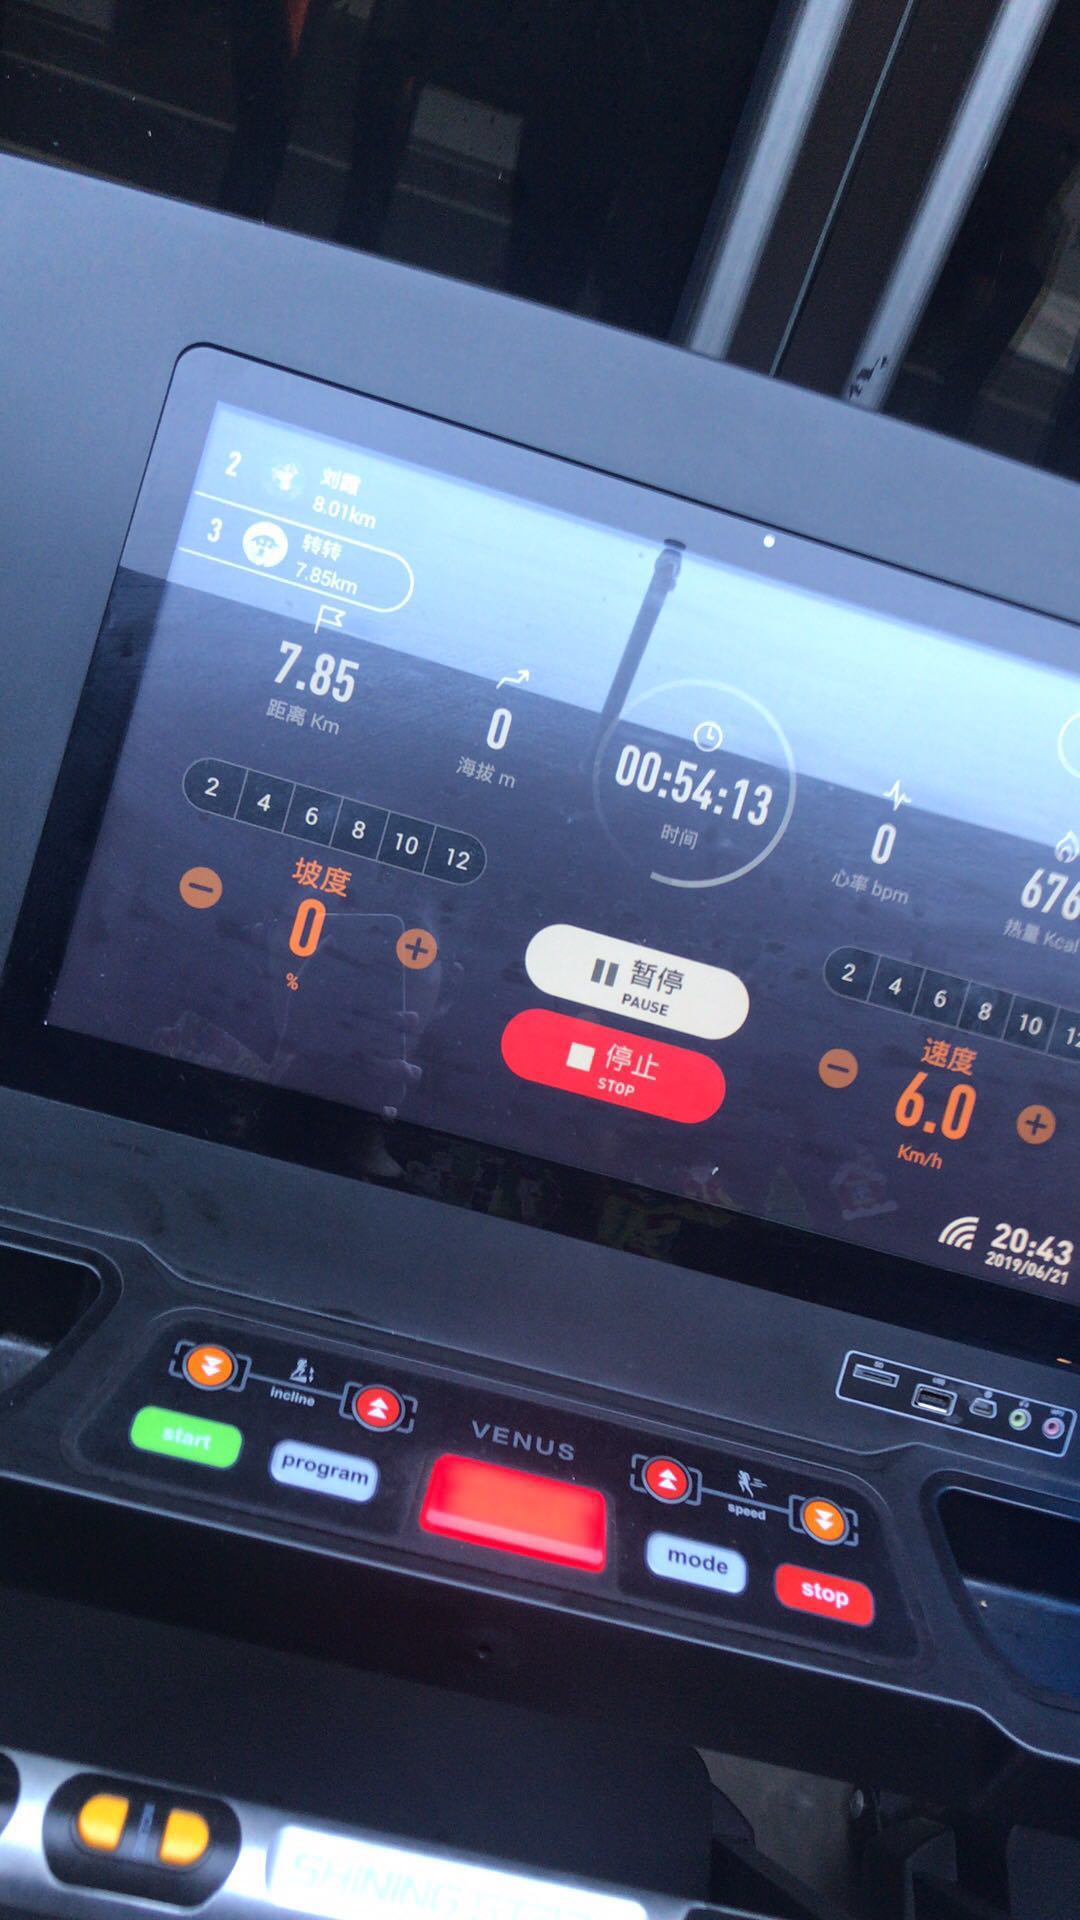 2
刘霞
8.01km
3
转转
7.85km
7.85
距离 Km
0
海拔 m
00:54:13
时间
0
心率 bpm
676
热量 Kcal
2 4 6 8 10 12
坡度
0
%
暂停
PAUSE
停止
STOP
2 4 6 8 10 12
速度
6.0
Km/h
20:43
2019/06/21
incline
start
program
VENUS
speed
mode
stop
SHINING